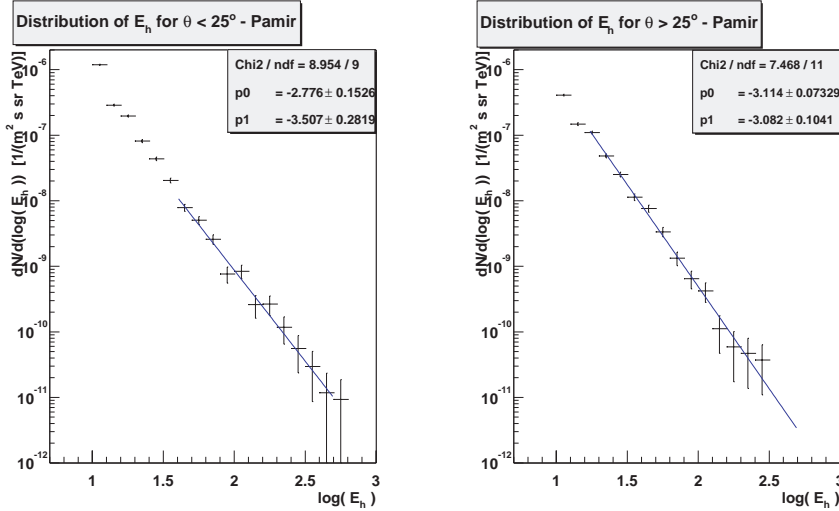 Distribution of E_h for θ < 25° - Pamir
Chi2 / ndf = 8.954 / 9
p0 = -2.776 ± 0.1526
p1 = -3.507 ± 0.2819
dN/d(log( E_h )) [1/(m² s sr TeV)]
10⁻⁶
10⁻⁷
10⁻⁸
10⁻⁹
10⁻¹⁰
10⁻¹¹
10⁻¹²
1 1.5 2 2.5 3
log( E_h )
Distribution of E_h for θ > 25° - Pamir
Chi2 / ndf = 7.468 / 11
p0 = -3.114 ± 0.07329
p1 = -3.082 ± 0.1041
dN/d(log( E_h )) [1/(m² s sr TeV)]
10⁻⁶
10⁻⁷
10⁻⁸
10⁻⁹
10⁻¹⁰
10⁻¹¹
10⁻¹²
1 1.5 2 2.5 3
log( E_h )